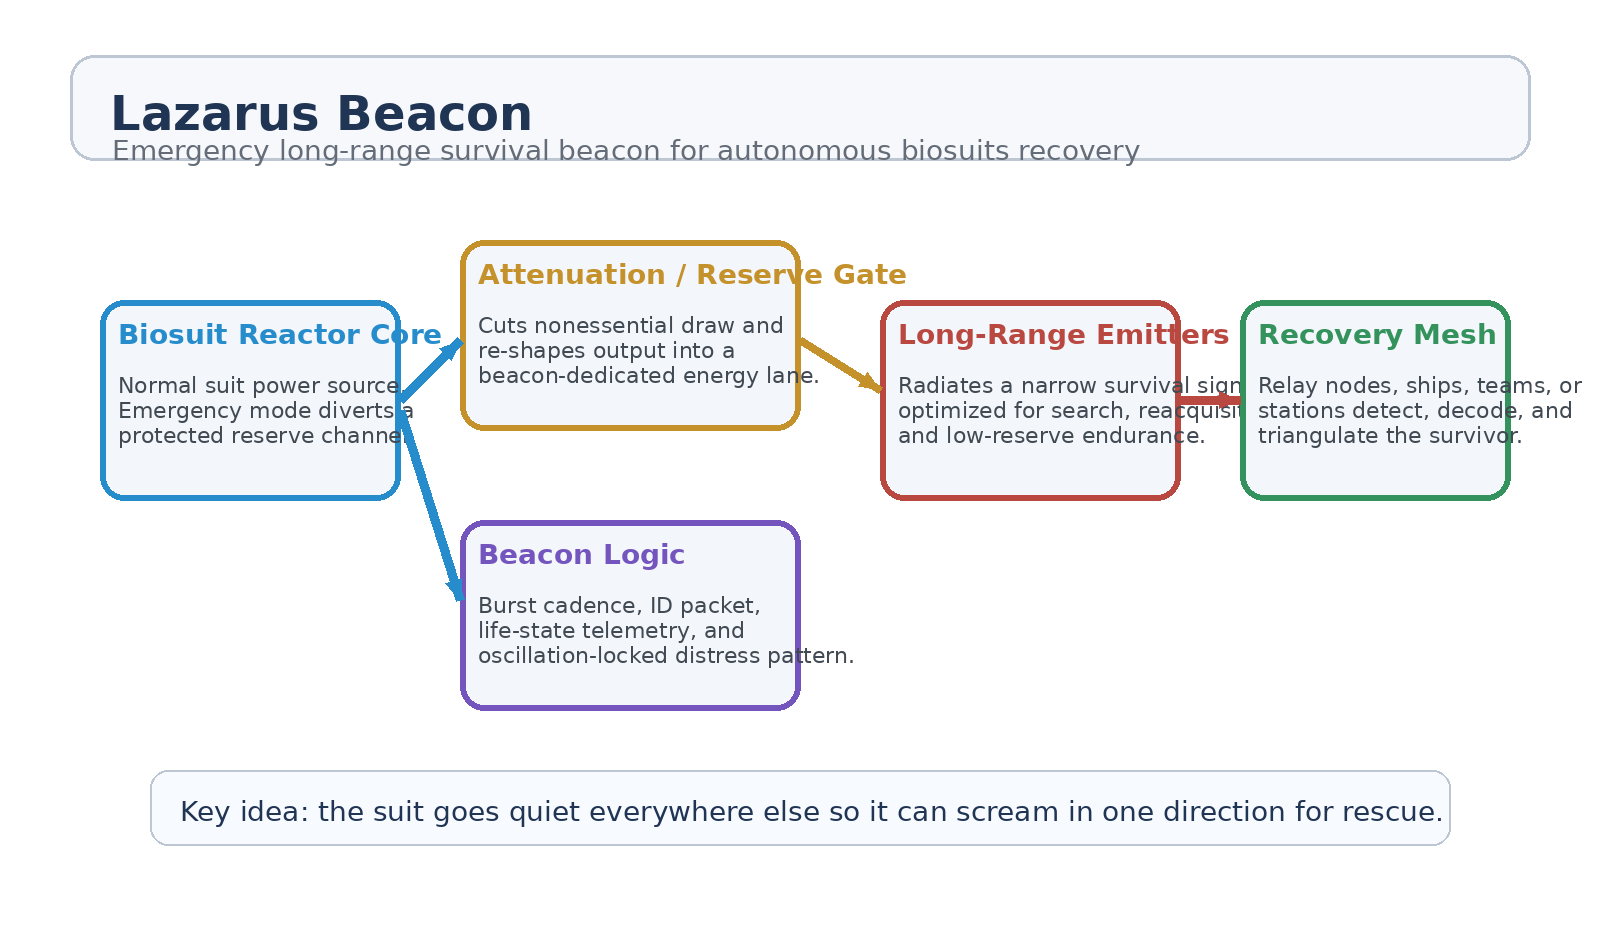 Lazarus Beacon
Emergency long-range survival beacon for autonomous biosuits recovery
Biosuit Reactor Core
Normal suit power source.
Emergency mode diverts a
protected reserve channel.
Attenuation / Reserve Gate
Cuts nonessential draw and
re-shapes output into a
beacon-dedicated energy lane.
Beacon Logic
Burst cadence, ID packet,
life-state telemetry, and
oscillation-locked distress pattern.
Long-Range Emitters
Radiates a narrow survival
optimized for search,
and low-reserve endurance.
Recovery Mesh
Relay nodes, ships, teams, or
stations detect, decode, and
triangulate the survivor.
Key idea: the suit goes quiet everywhere else so it can scream in one direction for rescue.